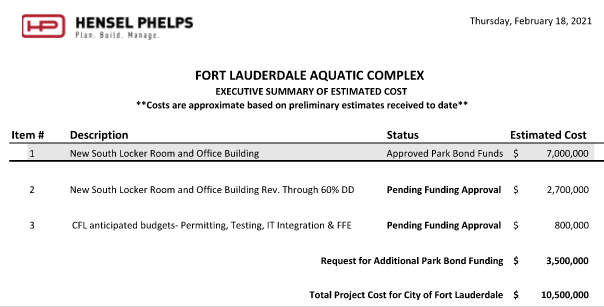 HP HENSEL PHELPS
Plan. Build. Manage.
Thursday, February 18, 2021
FORT LAUDERDALE AQUATIC COMPLEX
EXECUTIVE SUMMARY OF ESTIMATED COST
**Costs are approximate based on preliminary estimates received to date**
Item # Description Status Estimated Cost
1 New South Locker Room and Office Building Approved Park Bond Funds $ 7,000,000
2 New South Locker Room and Office Building Rev. Through 60% DD Pending Funding Approval $ 2,700,000
3 CFL anticipated budgets- Permitting, Testing, IT Integration & FFE Pending Funding Approval $ 800,000
Request for Additional Park Bond Funding $ 3,500,000
Total Project Cost for City of Fort Lauderdale $ 10,500,000